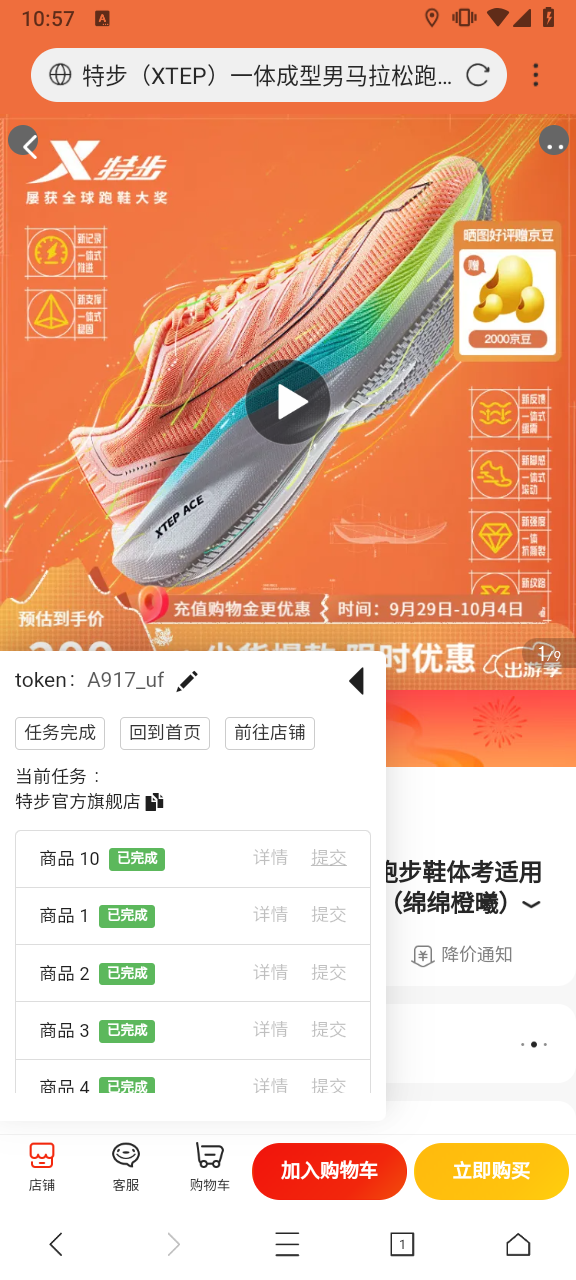 10:57
A
特步（XTEP）一体成型男马拉松跑...
特步
屡获全球跑鞋大奖
新记录
一体式
推进
新支撑
一体式
稳固
晒图好评赠京豆
赠
2000京豆
新反馈
一体式
缓震
新脚感
一体式
滚动
新强度
一体
抗撕裂
XTEP ACE
预估到手价
充值购物金更优惠
时间：9月29日-10月4日
限时优惠
出游季
1/9
token： A917_uf
任务完成
回到首页
前往店铺
当前任务：
特步官方旗舰店
商品 10 已完成 详情 提交
商品 1 已完成 详情 提交
商品 2 已完成 详情 提交
商品 3 已完成 详情 提交
商品 4 已完成 详情 提交
跑步鞋体考适用
（绵绵橙曦）
降价通知
店铺
客服
购物车
加入购物车
立即购买
1